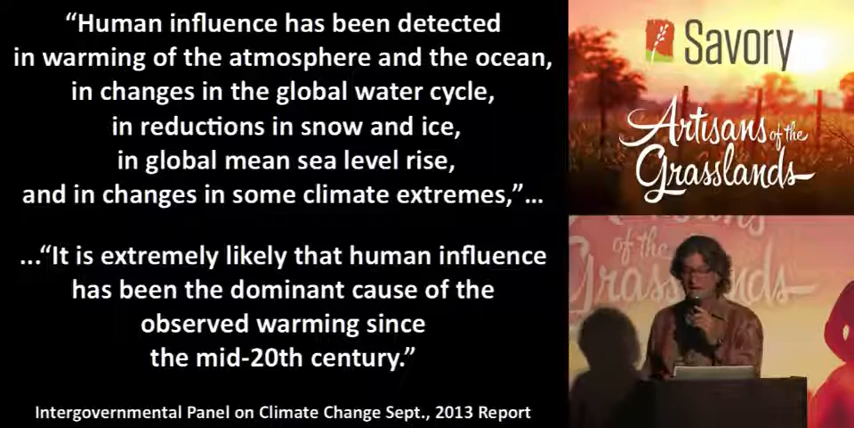 “Human influence has been detected
in warming of the atmosphere and the ocean,
in changes in the global water cycle,
in reductions in snow and ice,
in global mean sea level rise,
and in changes in some climate extremes,”...
...“It is extremely likely that human influence
has been the dominant cause of the
observed warming since
the mid-20th century.”
Intergovernmental Panel on Climate Change Sept., 2013 Report
Savory
Artisans of the
Grasslands
of the
Grasslands